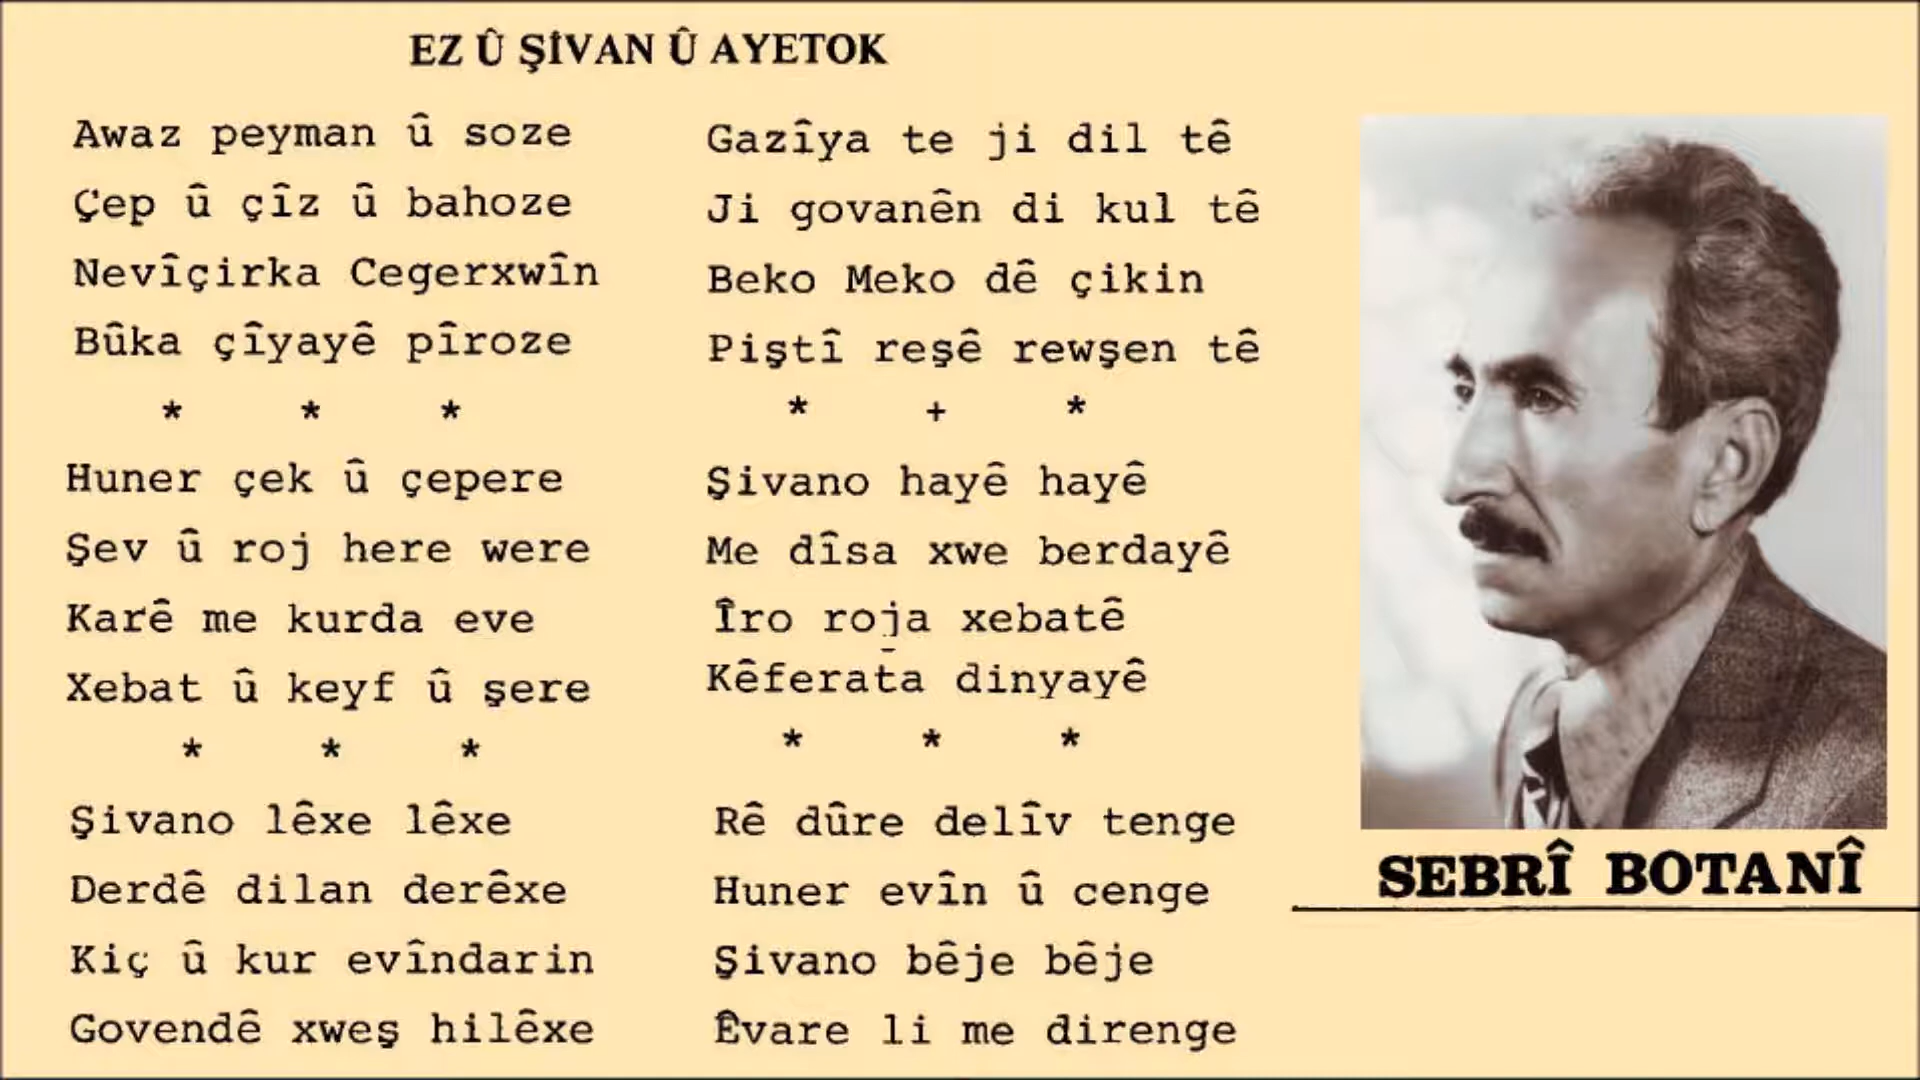 EZ Û ŞİVAN Û AYETOK
Awaz peyman û soze
Çep û çîz û bahoze
Nevîçirka Cegerxwîn
Bûka çîyayê pîroze
* * *
Huner çek û çepere
Şev û roj here were
Karê me kurda eve
Xebat û keyf û şere
* * *
Şivano lêxe lêxe
Derdê dilan derêxe
Kiç û kur evîndarin
Govendê xweş hilêxe
Gazîya te ji dil tê
Ji govanên di kul tê
Beko Meko dê çikin
Piştî reşê rewşen tê
* + *
Şivano hayê hayê
Me dîsa xwe berdayê
Îro roja xebatê
Kêferata dinyayê
* * *
Rê dûre delîv tenge
Huner evîn û cenge
Şivano bêje bêje
Êvare li me direnge
SEBRÎ BOTANÎ